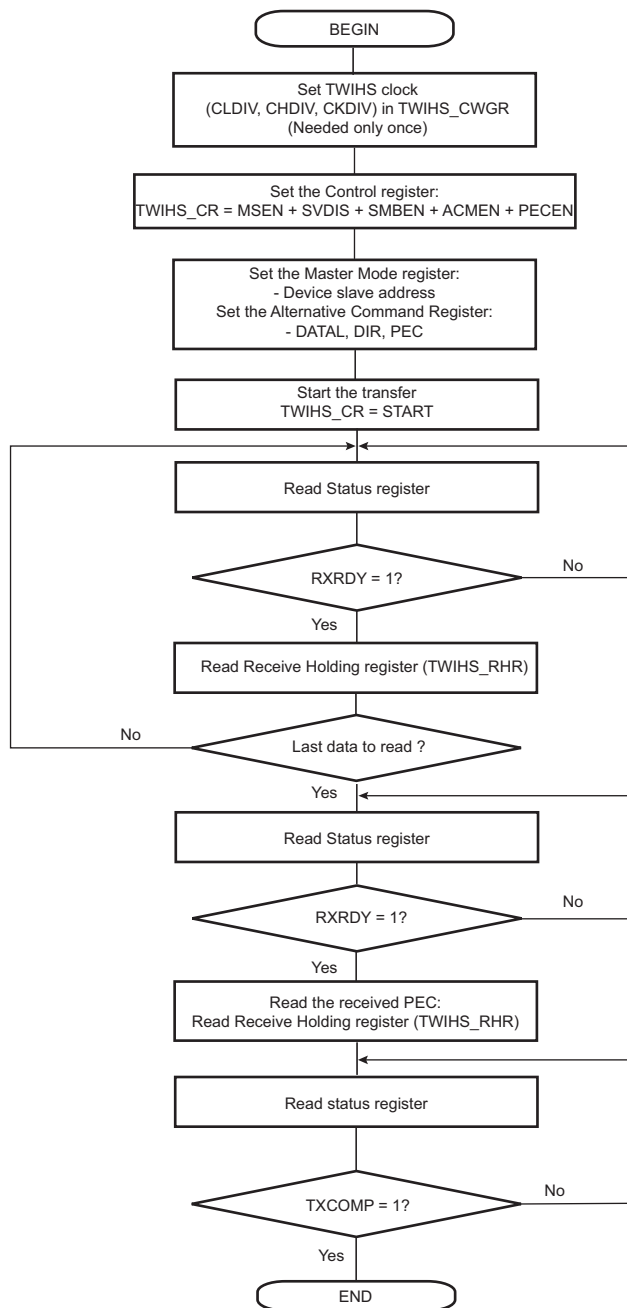 BEGIN
Set TWIHS clock
(CLDIV, CHDIV, CKDIV) in TWIHS_CWGR
(Needed only once)
Set the Control register:
TWIHS_CR = MSEN + SVDIS + SMBEN + ACMEN + PECEN
Set the Master Mode register:
- Device slave address
Set the Alternative Command Register:
- DATAL, DIR, PEC
Start the transfer
TWIHS_CR = START
Read Status register
RXRDY = 1?
No
Yes
Read Receive Holding register (TWIHS_RHR)
No
Last data to read ?
Yes
Read Status register
RXRDY = 1?
No
Yes
Read the received PEC:
Read Receive Holding register (TWIHS_RHR)
Read status register
TXCOMP = 1?
No
Yes
END